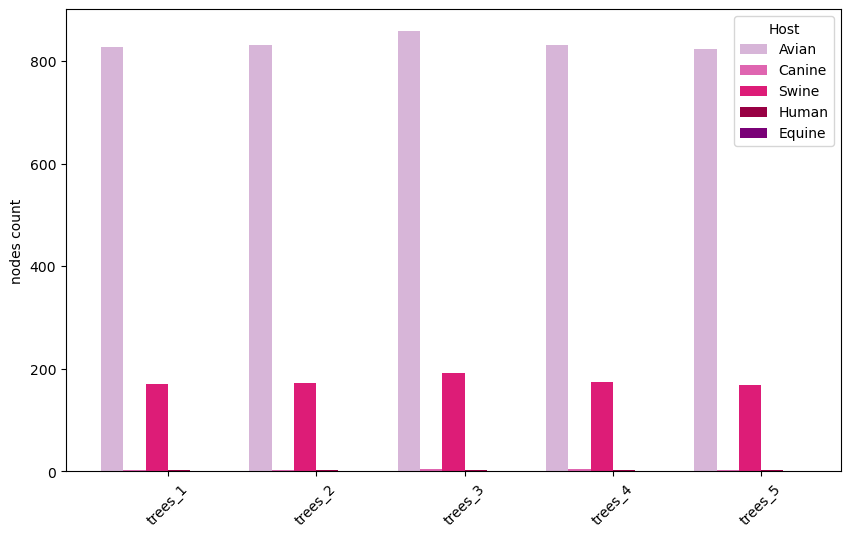 Host
Avian
Canine
Swine
Human
Equine
nodes count
800
600
400
200
0
trees_1
trees_2
trees_3
trees_4
trees_5